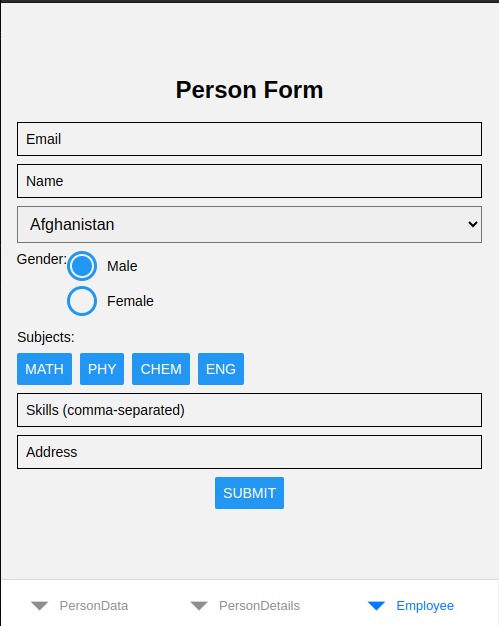 Person Form
Email
Name
Afghanistan
Gender: Male
Female
Subjects:
MATH PHY CHEM ENG
Skills (comma-separated)
Address
SUBMIT
PersonData PersonDetails Employee